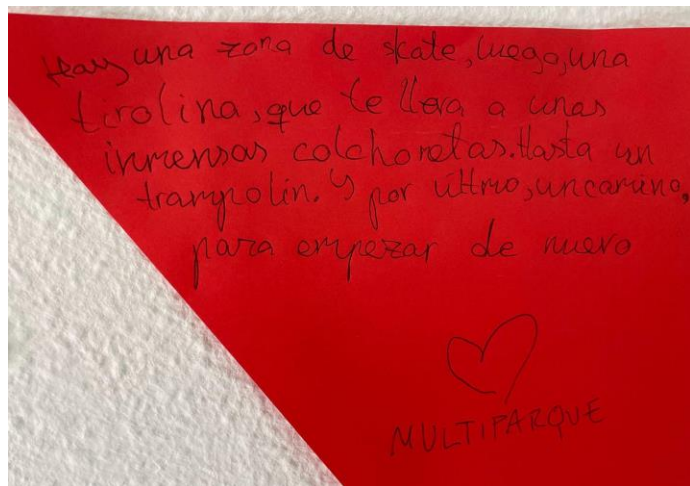 Hay una zona de skate, luego, una
tirolina, que te lleva a unas
inmensas colchonetas. Hasta un
trampolín. Y por último, un camino,
para empezar de nuevo
MULTIPARQUE